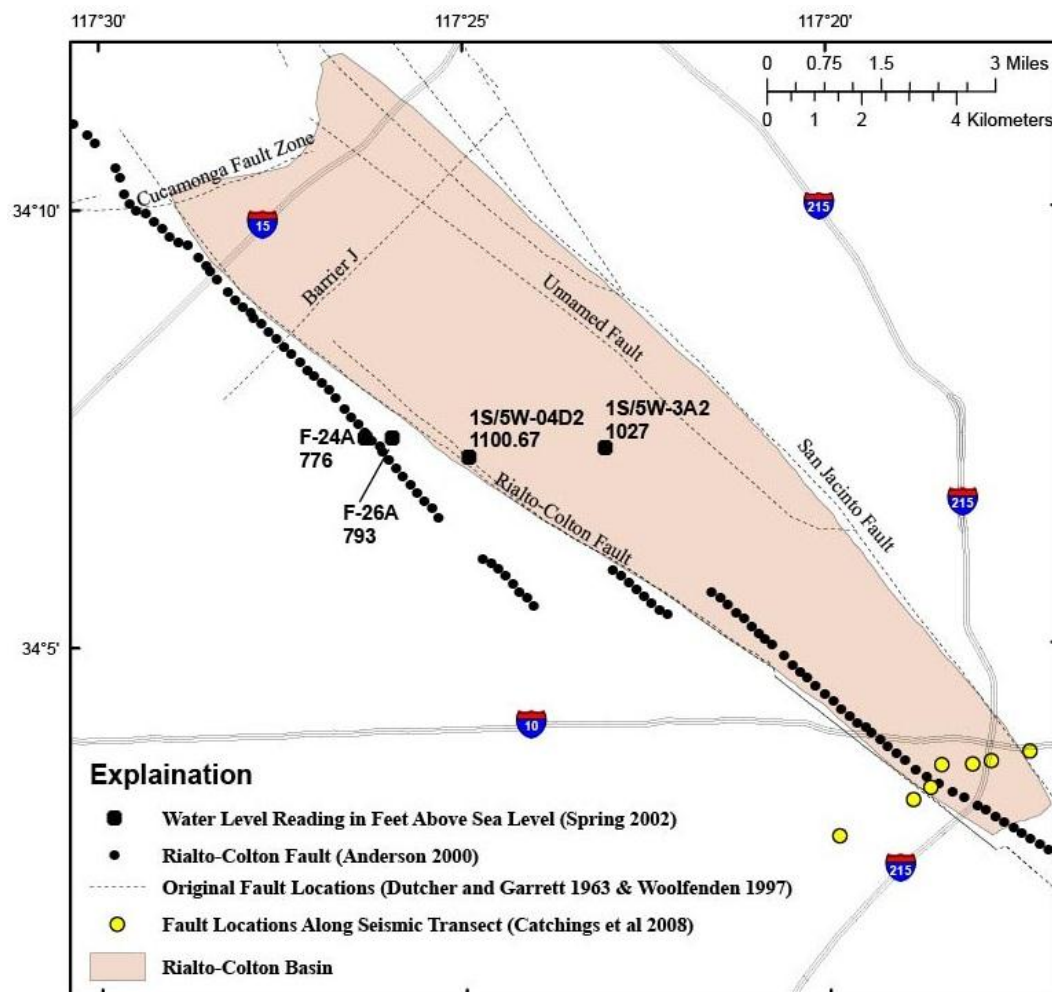 117°30'
117°25'
117°20'
0 0.75 1.5 3 Miles
0 1 2 4 Kilometers
Cucamonga Fault Zone
34°10'
15
215
Barrier J
Unnamed Fault
1S/5W-04D2
1100.67
1S/5W-3A2
1027
F-24A
776
F-26A
793
Rialto-Colton Fault
San Jacinto Fault
215
34°5'
10
215
Explaination
Water Level Reading in Feet Above Sea Level (Spring 2002)
Rialto-Colton Fault (Anderson 2000)
Original Fault Locations (Dutcher and Garrett 1963 & Woolfenden 1997)
Fault Locations Along Seismic Transect (Catchings et al 2008)
Rialto-Colton Basin